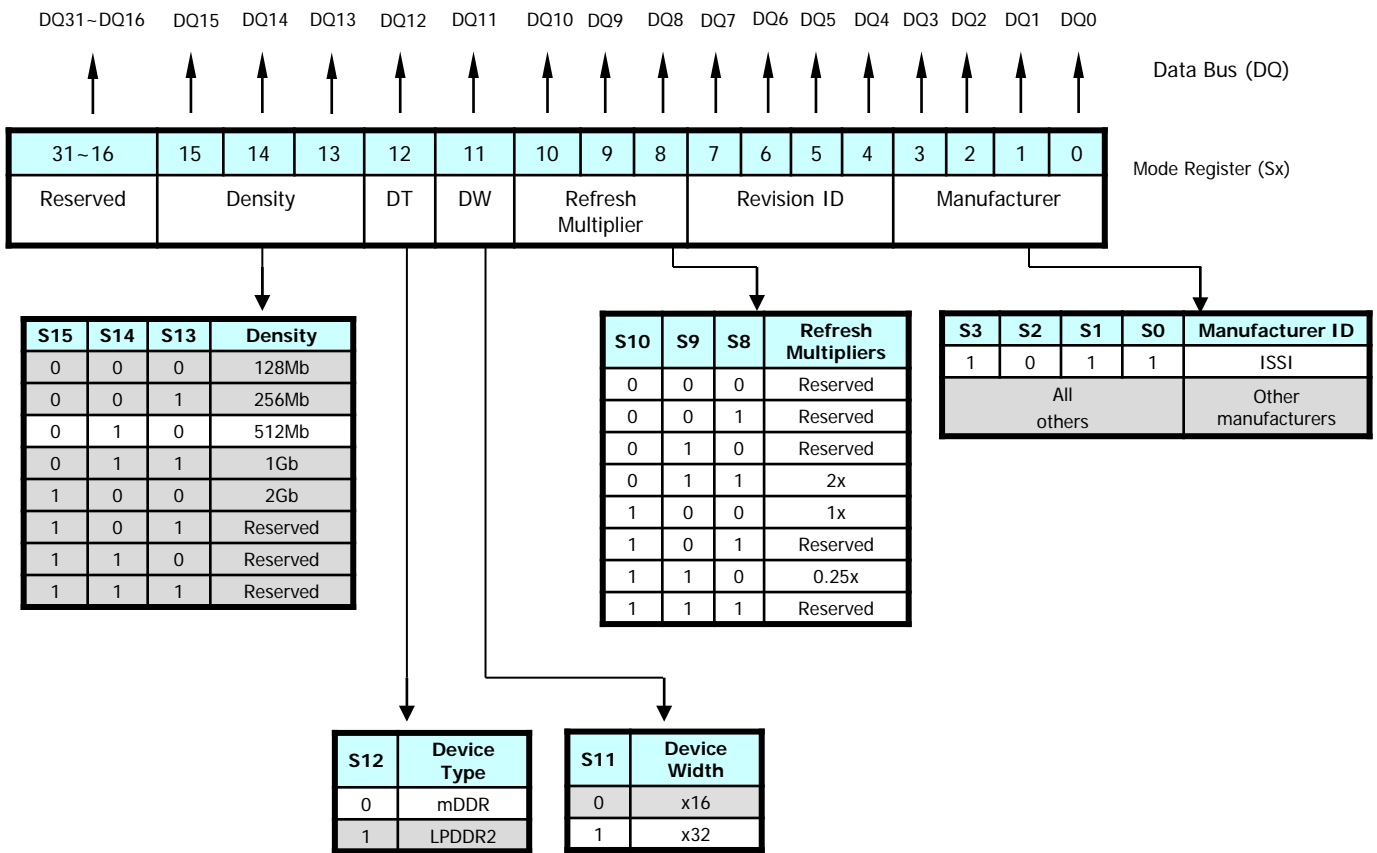 DQ31~DQ16 DQ15 DQ14 DQ13 DQ12 DQ11 DQ10 DQ9 DQ8 DQ7 DQ6 DQ5 DQ4 DQ3 DQ2 DQ1 DQ0
Data Bus (DQ)
31~16 15 14 13 12 11 10 9 8 7 6 5 4 3 2 1 0
Mode Register (Sx)
Reserved Density DT DW Refresh Multiplier Revision ID Manufacturer
S15 S14 S13 Density
0 0 0 128Mb
0 0 1 256Mb
0 1 0 512Mb
0 1 1 1Gb
1 0 0 2Gb
1 0 1 Reserved
1 1 0 Reserved
1 1 1 Reserved
S10 S9 S8 Refresh Multipliers
0 0 0 Reserved
0 0 1 Reserved
0 1 0 Reserved
0 1 1 2x
1 0 0 1x
1 0 1 Reserved
1 1 0 0.25x
1 1 1 Reserved
S3 S2 S1 S0 Manufacturer ID
1 0 1 1 ISSI
All others Other manufacturers
S12 Device Type
0 mDDR
1 LPDDR2
S11 Device Width
0 x16
1 x32